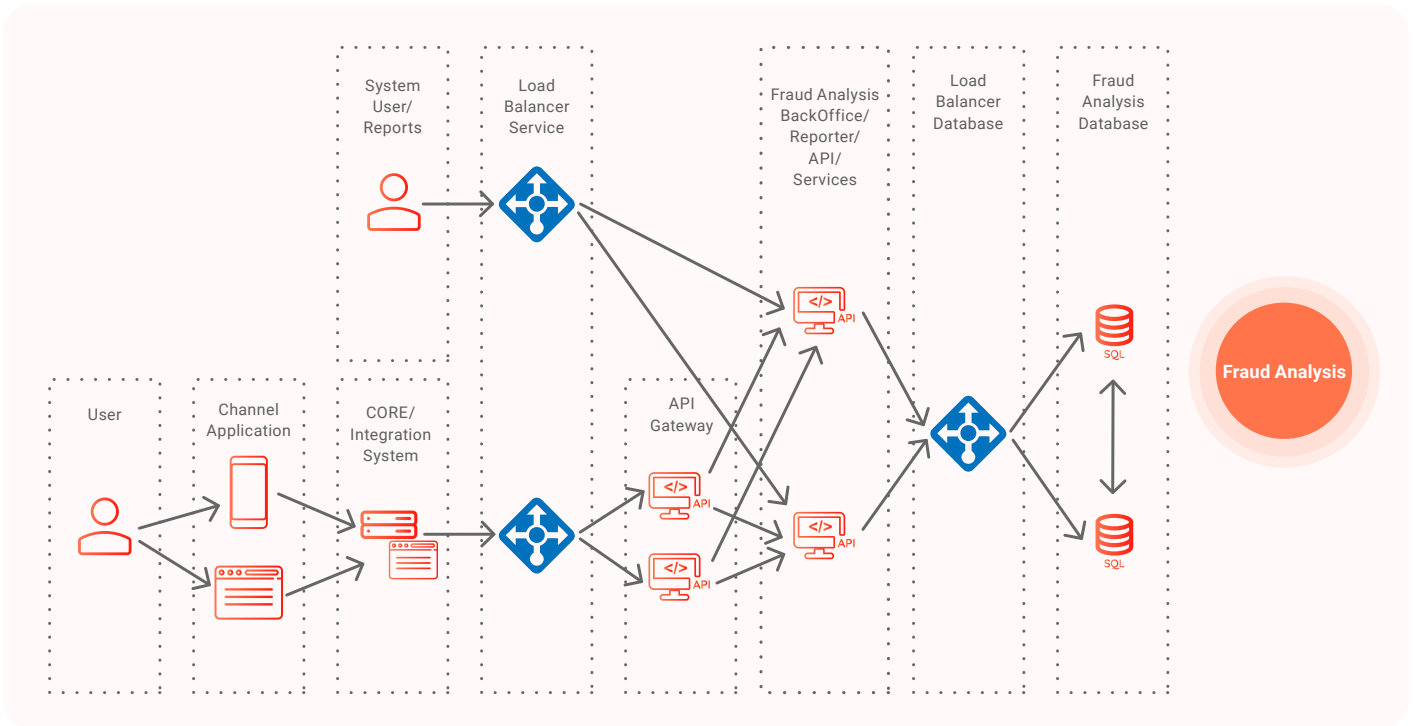 System
User/
Reports
Load
Balancer
Service
Fraud Analysis
BackOffice/
Reporter/
API/
Services
Load
Balancer
Database
Fraud
Analysis
Database
</>
API
SQL
Fraud Analysis
User
Channel
Application
CORE/
Integration
System
API
Gateway
</>
API
</>
API
</>
API
SQL